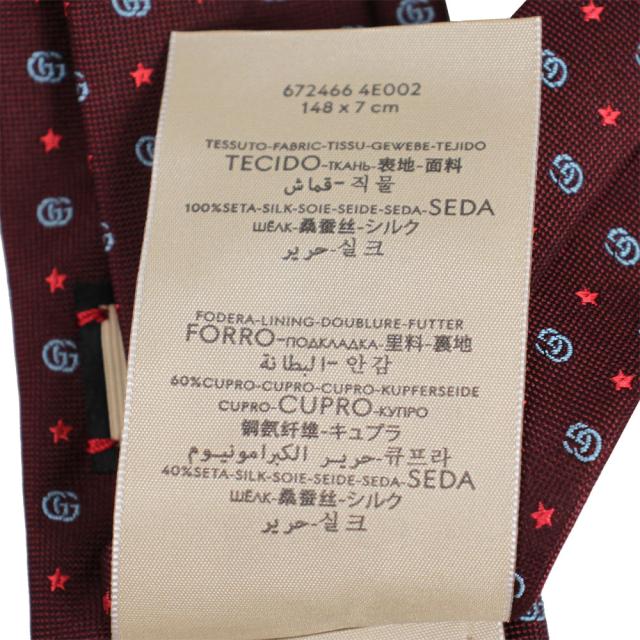 672466 4E002
148 x 7 cm
TESSUTO-FABRIC-TISSU-GEWEBE-TEJIDO
TECIDO-ТКАНЬ-表地-面料
قماش-직물
100%SETA-SILK-SOIE-SEIDE-SEDA-SEDA
ШЁЛК-桑蚕丝-シルク
حرير-실크
FODERA-LINING-DOUBLURE-FUTTER
FORRO-ПОДКЛАДКА-里料-裏地
البطانة-안감
60%CUPRO-CUPRO-CUPRO-KUPFERSEIDE
CUPRO-CUPRO-КУПРО
铜氨纤维-キュプラ
حرير الكبرامونيوم-큐프라
40%SETA-SILK-SOIE-SEIDE-SEDA-SEDA
ШЁЛК-桑蚕丝-シルク
حرير-실크